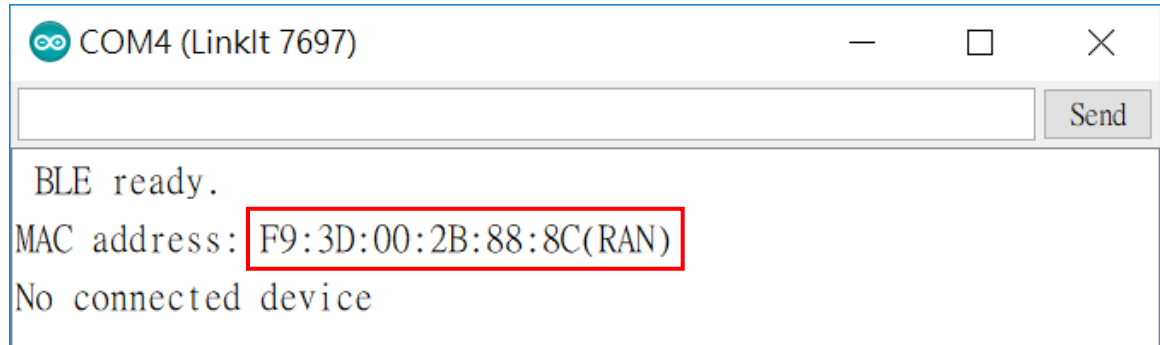 COM4 (LinkIt 7697)
Send
BLE ready.
MAC address: F9:3D:00:2B:88:8C(RAN)
No connected device